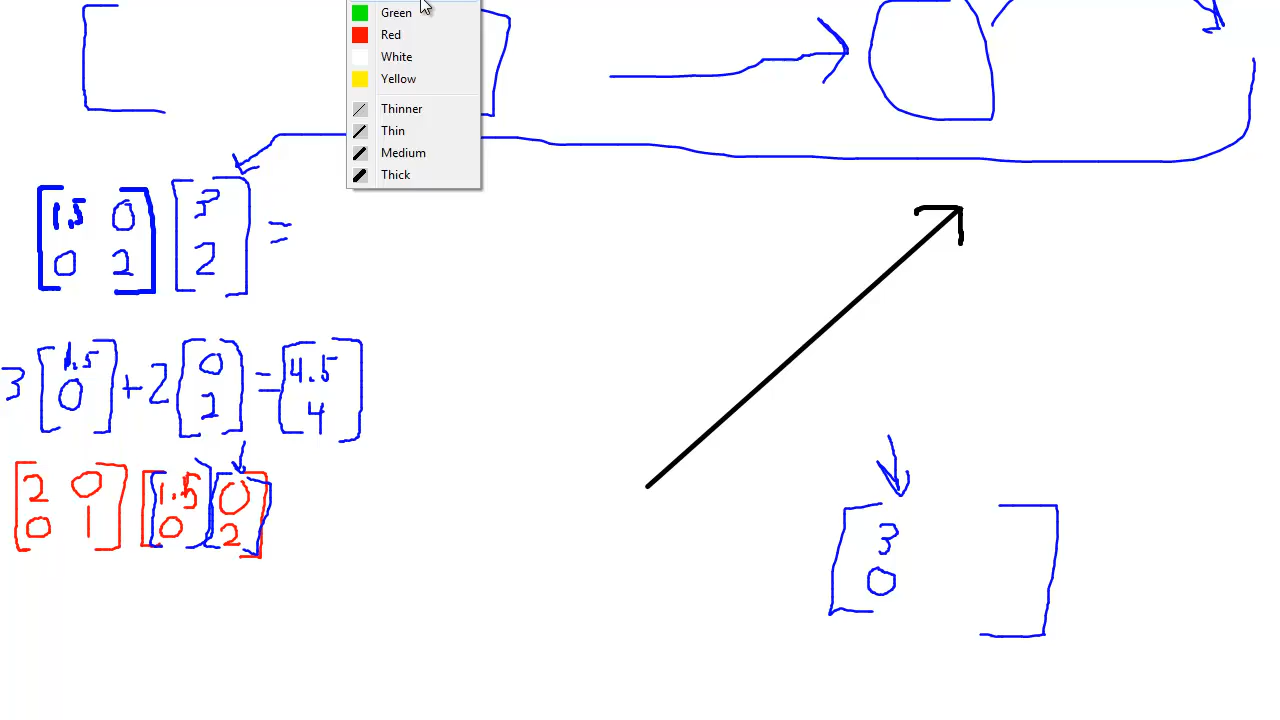 Green
Red
White
Yellow
Thinner
Thin
Medium
Thick
[1.5 0] [3] =
[0 2] [2]
3 [1.5] + 2 [0] = [4.5]
[0] [2] [4]
[2 0] [1.5 0]
[0 1] [0 2]
[3 ]
[0 ]